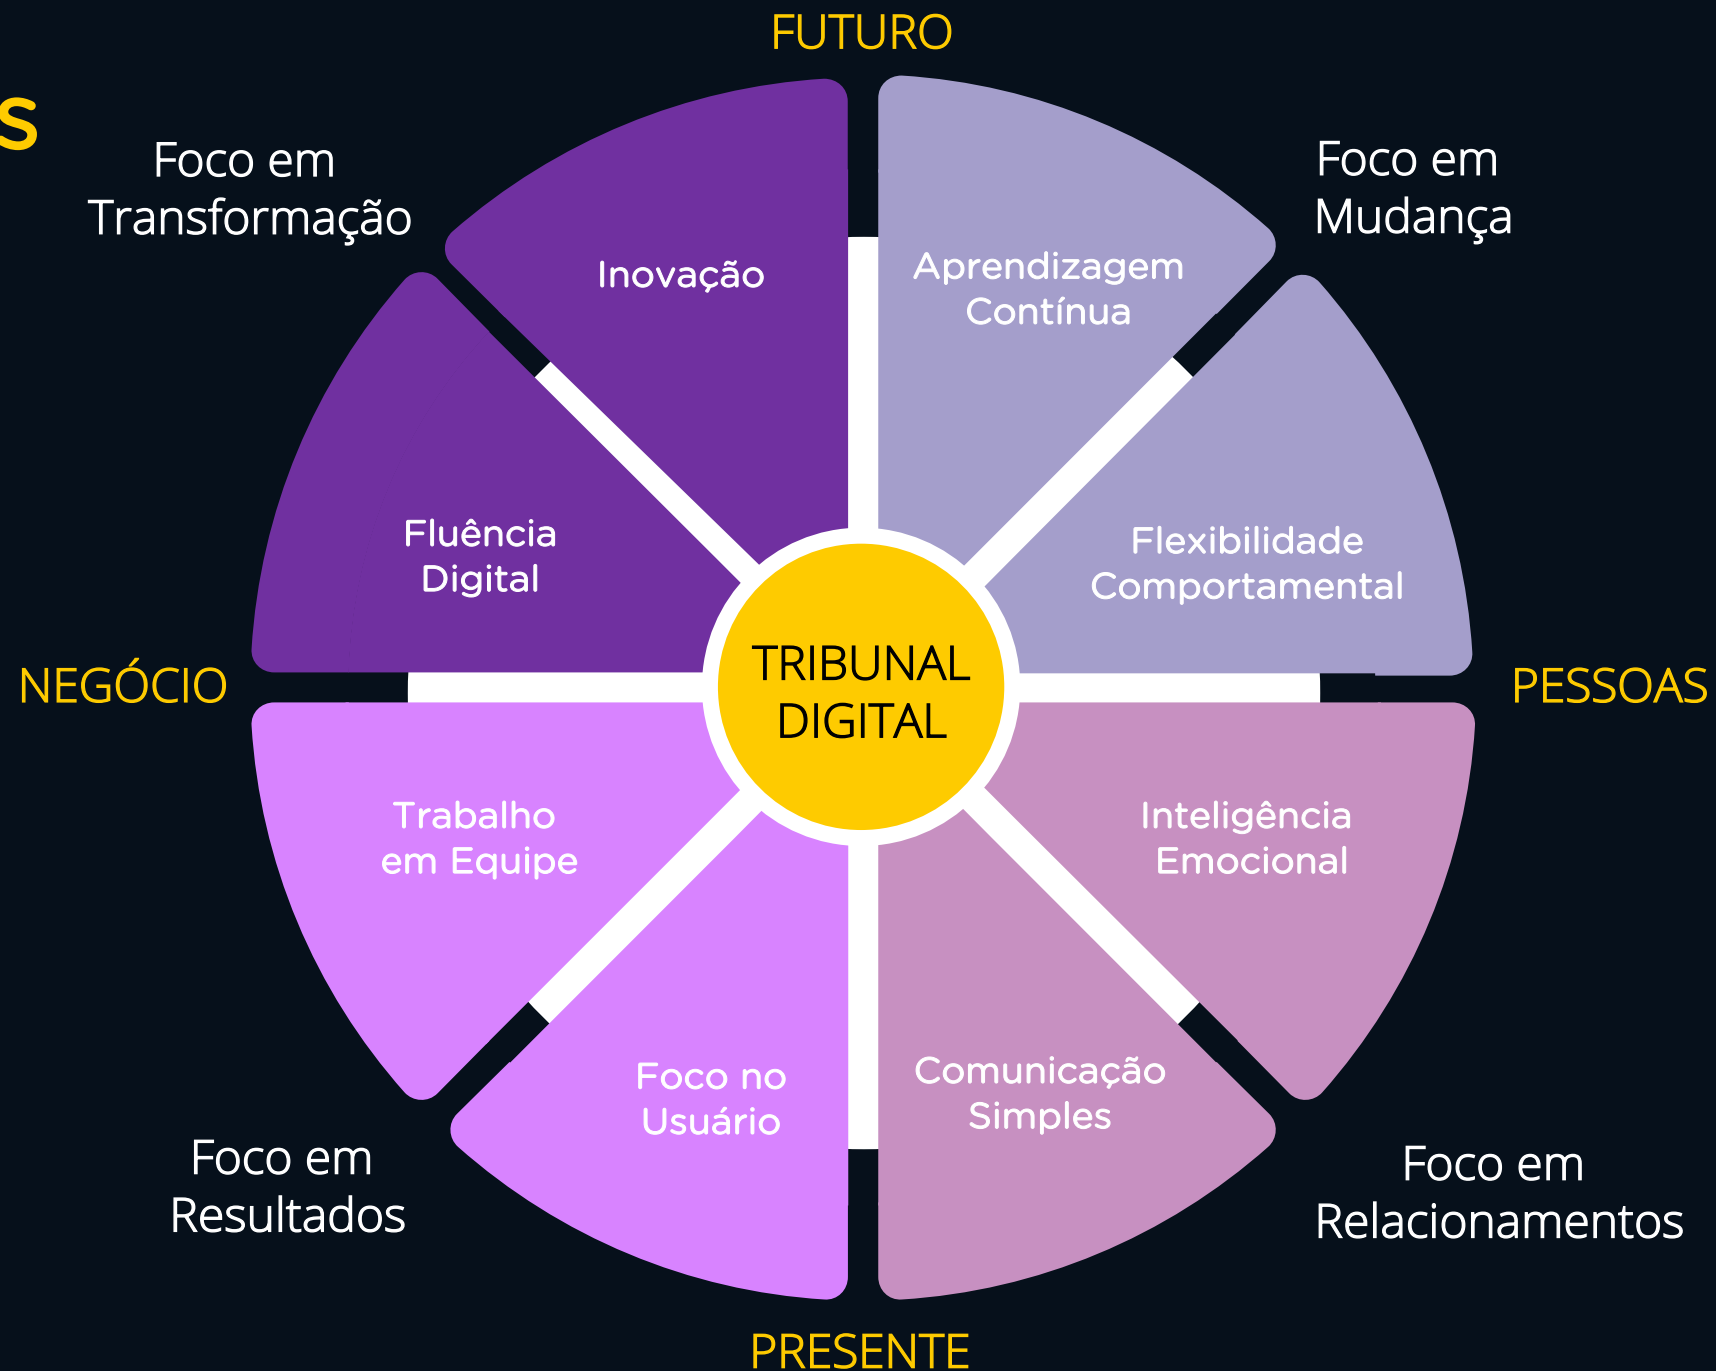 FUTURO
S
Foco em
Transformação
Foco em
Mudança
Inovação
Aprendizagem
Contínua
Fluência
Digital
Flexibilidade
Comportamental
NEGÓCIO
TRIBUNAL
DIGITAL
PESSOAS
Trabalho
em Equipe
Inteligência
Emocional
Foco no
Usuário
Comunicação
Simples
Foco em
Resultados
Foco em
Relacionamentos
PRESENTE